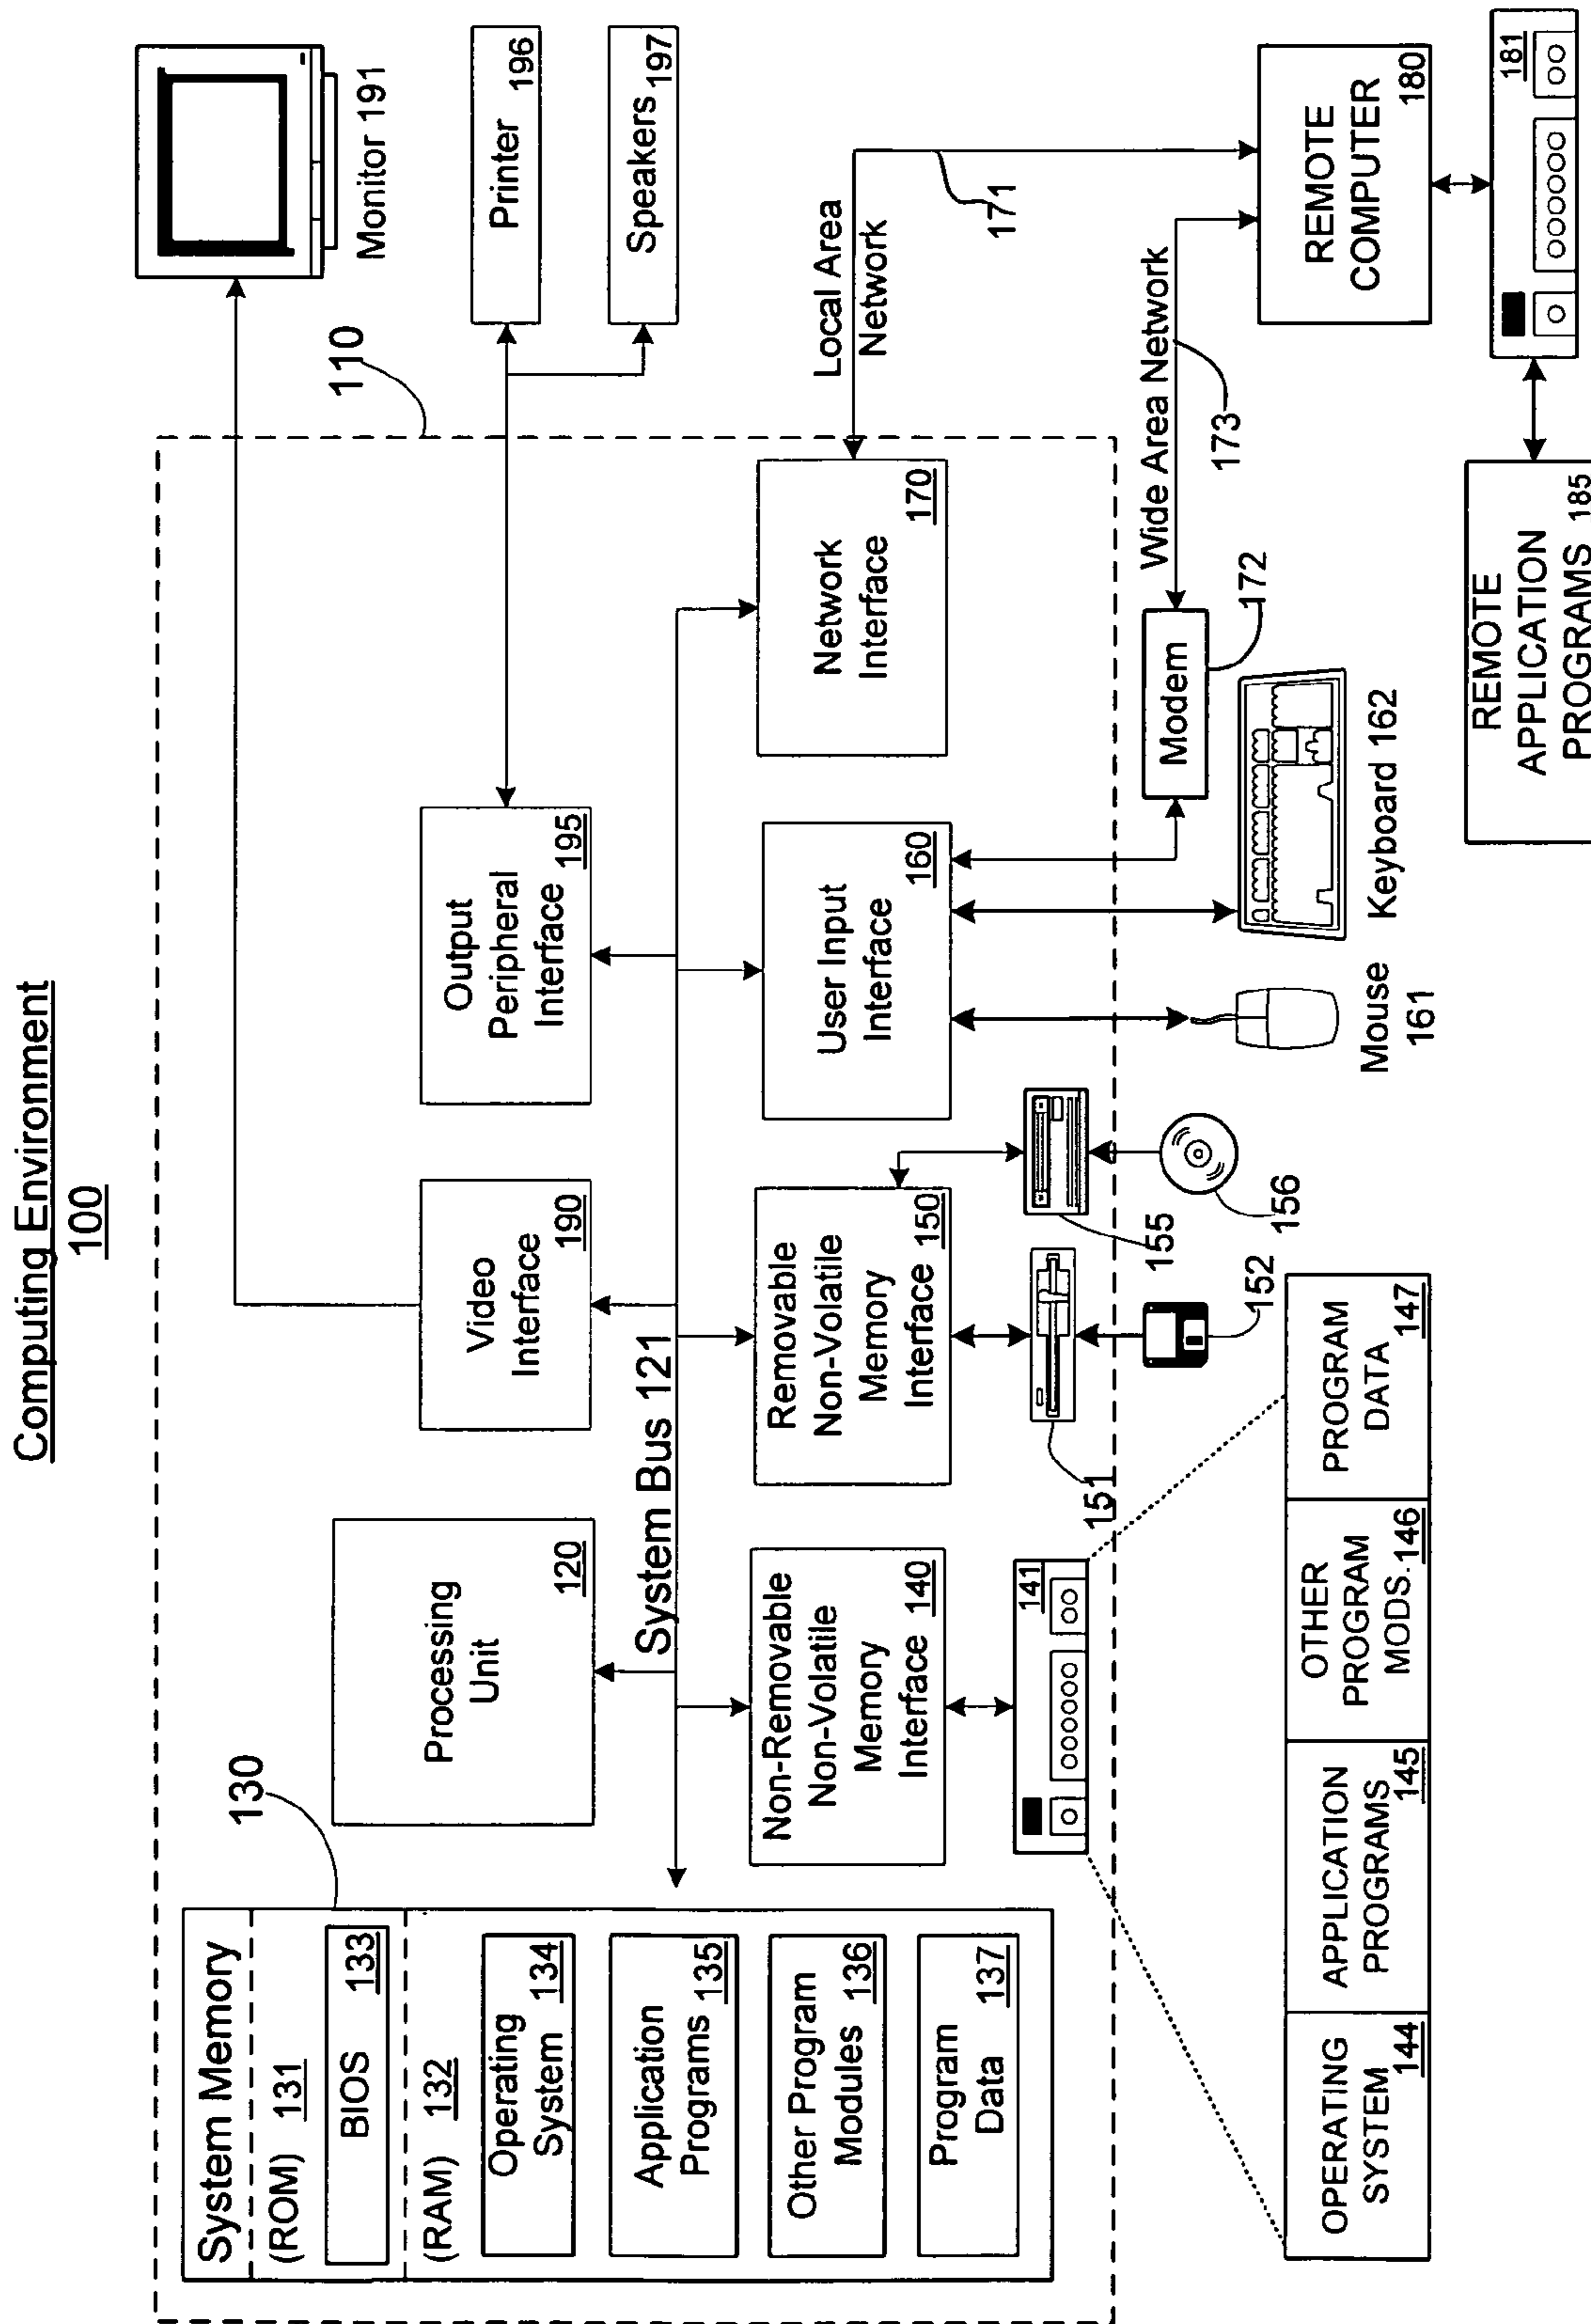 Computing Environment
100
System Memory
(ROM) 131
BIOS 133
(RAM) 132
Operating
System 134
Application
Programs 135
Other Program
Modules 136
Program
Data 137
130
Processing
Unit
120
Video
Interface 190
Output
Peripheral
Interface 195
110
Monitor 191
Printer 196
Speakers 197
System Bus 121
Non-Removable
Non-Volatile
Memory
Interface 140
Removable
Non-Volatile
Memory
Interface 150
User Input
Interface 160
Network
Interface 170
Local Area
Network
171
Wide Area Network
173
Modem
172
141
151
152
155
156
Mouse
161
Keyboard 162
REMOTE
COMPUTER
180
181
REMOTE
APPLICATION
PROGRAMS 185
OPERATING
SYSTEM 144
APPLICATION
PROGRAMS 145
OTHER
PROGRAM
MODS. 146
PROGRAM
DATA 147